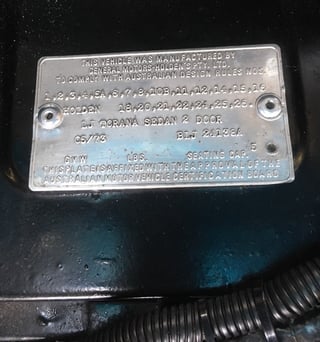 THIS VEHICLE WAS MANUFACTURED BY
GENERAL MOTORS-HOLDEN'S PTY. LTD.
TO COMPLY WITH AUSTRALIAN DESIGN RULES NOS.
1,2,3,4,5A,6,7,8,10B,11,12,14,15,16
HOLDEN 18,20,21,22,24,25,26.
LJ TORANA SEDAN 2 DOOR
05/73
G.V.W. LBS. SEATING CAP. 5
THIS PLATE IS AFFIXED WITH THE APPROVAL OF THE
AUSTRALIAN MOTOR VEHICLE CERTIFICATION BOARD